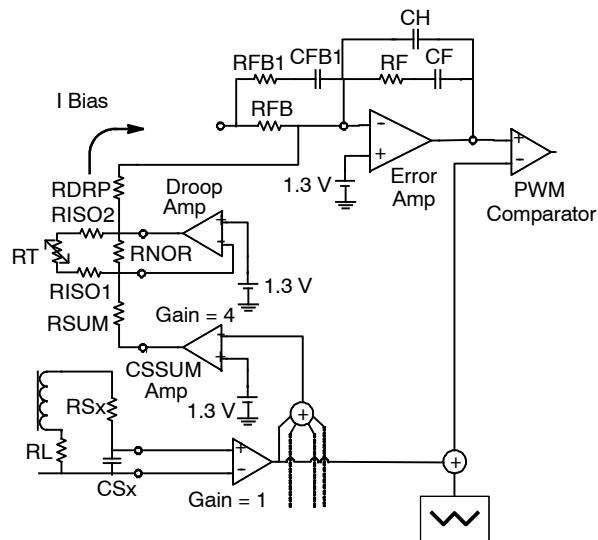 CH
RFB1
CFB1
RF
CF
I Bias
RFB
-
+
1.3 V
Error
Amp
+
-
PWM
Comparator
RDRP
Droop
Amp
RISO2
RT
RNOR
RISO1
1.3 V
RSUM
Gain = 4
CSSUM
Amp
1.3 V
RSx
RL
CSx
+
-
Gain = 1
+
+